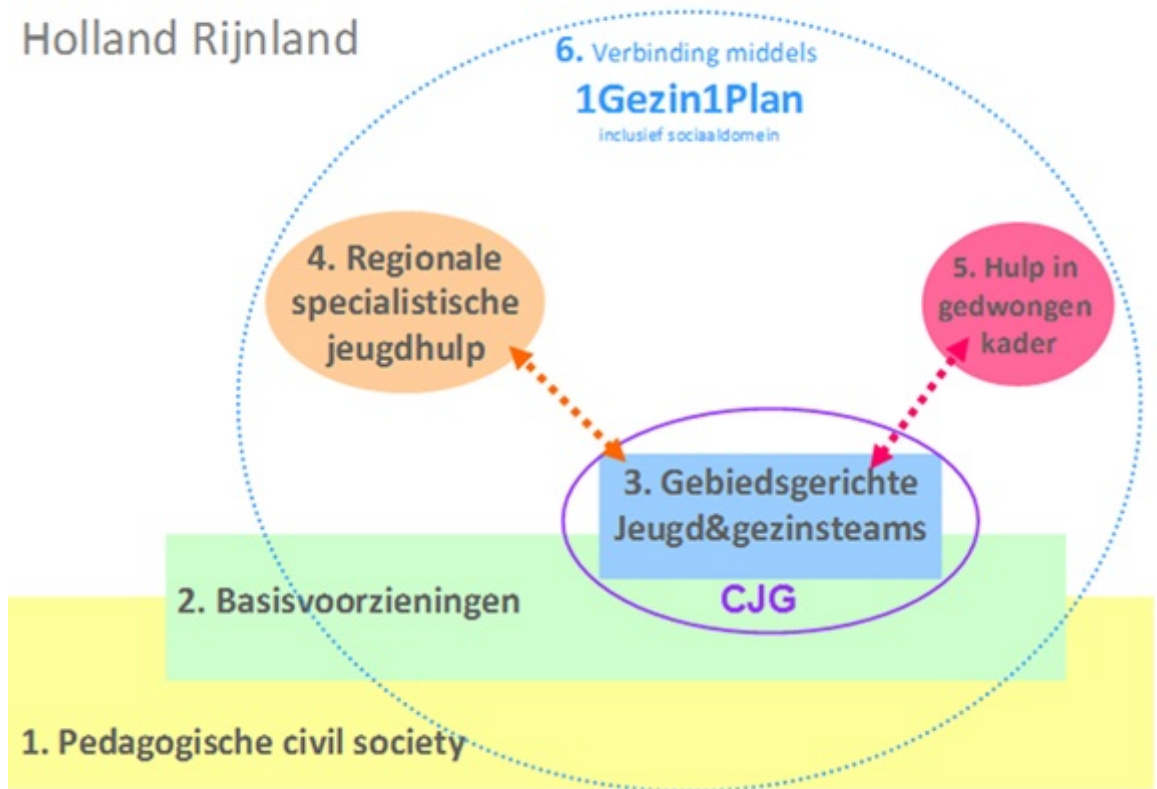 Holland Rijnland
6. Verbinding middels
1Gezin1Plan
inclusief sociaaldomein
4. Regionale
specialistische
jeugdhulp
5. Hulp in
gedwongen
kader
3. Gebiedsgerichte
Jeugd&gezinsteams
CJG
2. Basisvoorzieningen
1. Pedagogische civil society